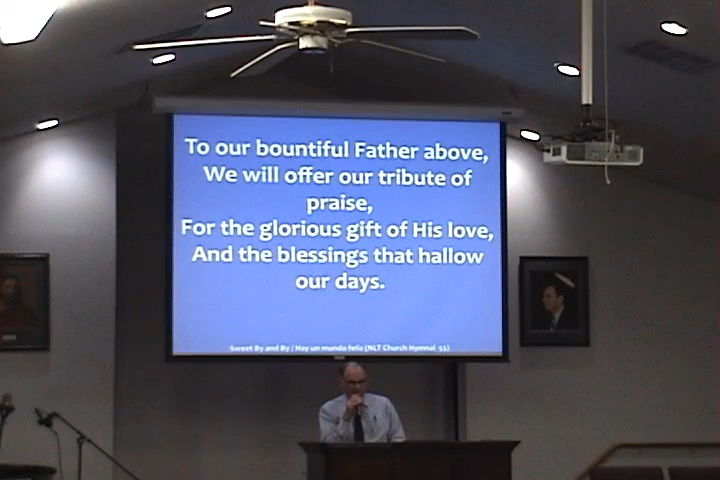 To our bountiful Father above,
We will offer our tribute of
praise,
For the glorious gift of His love,
And the blessings that hallow
our days.
Sweet By and By / Hay un mundo feliz (NLT Church Hymnal 53)